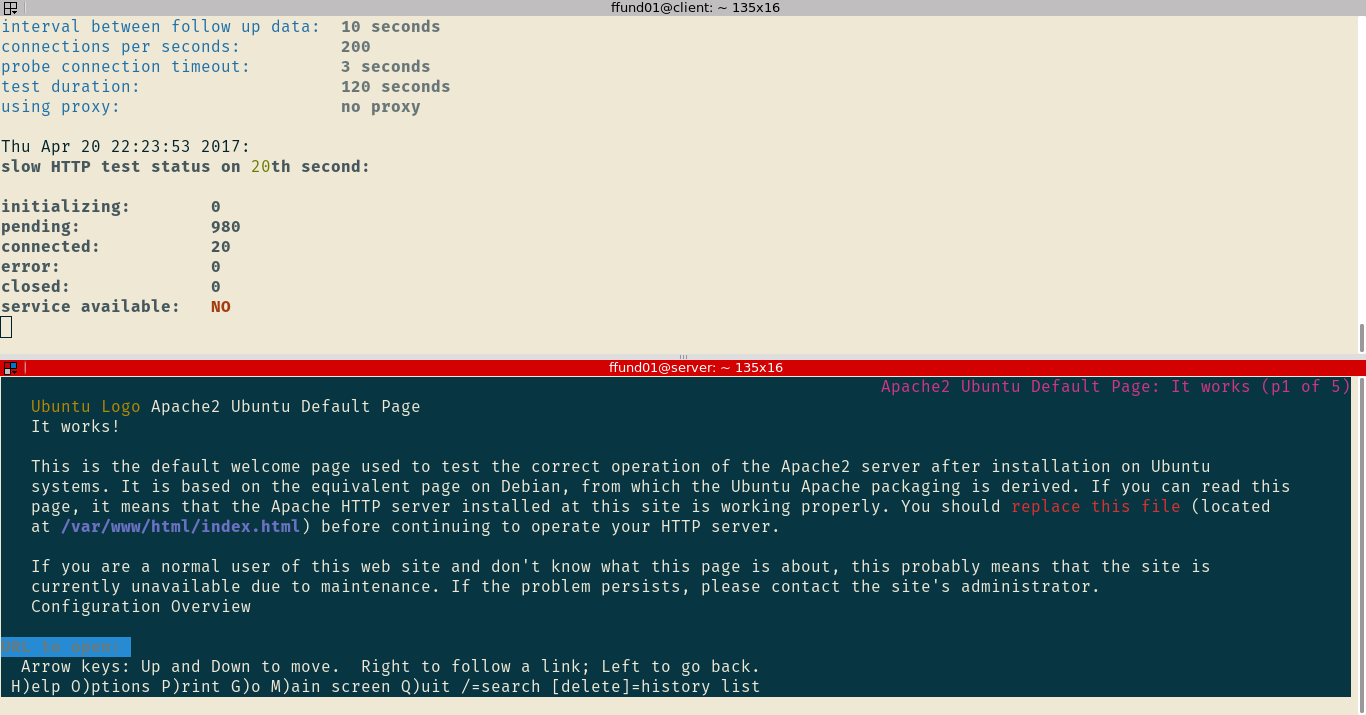 ffund01@client: ~ 135x16
interval between follow up data:  10 seconds
connections per seconds:          200
probe connection timeout:         3 seconds
test duration:                    120 seconds
using proxy:                      no proxy
Thu Apr 20 22:23:53 2017:
slow HTTP test status on 20th second:
initializing:        0
pending:             980
connected:           20
error:               0
closed:              0
service available:   NO
ffund01@server: ~ 135x16
Apache2 Ubuntu Default Page: It works (p1 of 5)
Ubuntu Logo Apache2 Ubuntu Default Page
It works!
This is the default welcome page used to test the correct operation of the Apache2 server after installation on Ubuntu
systems. It is based on the equivalent page on Debian, from which the Ubuntu Apache packaging is derived. If you can read this
page, it means that the Apache HTTP server installed at this site is working properly. You should replace this file (located
at /var/www/html/index.html) before continuing to operate your HTTP server.
If you are a normal user of this web site and don't know what this page is about, this probably means that the site is
currently unavailable due to maintenance. If the problem persists, please contact the site's administrator.
Configuration Overview
URL to open:
Arrow keys: Up and Down to move.  Right to follow a link; Left to go back.
H)elp O)ptions P)rint G)o M)ain screen Q)uit /=search [delete]=history list